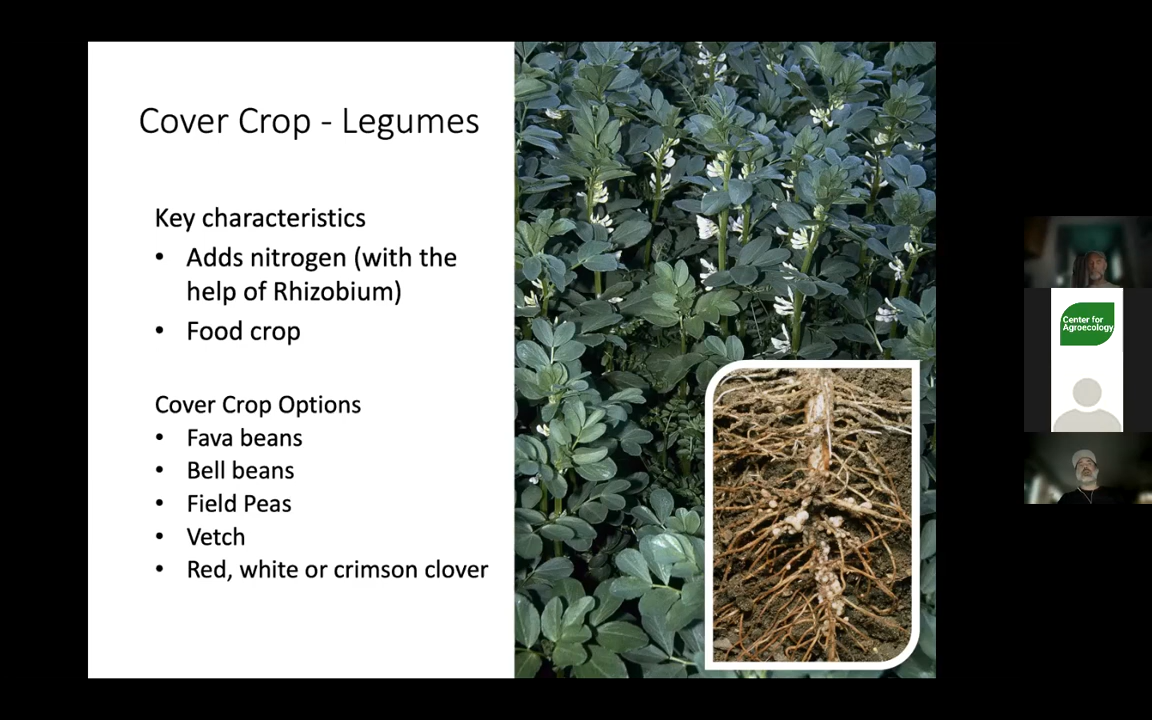 Cover Crop - Legumes
Key characteristics
• Adds nitrogen (with the
help of Rhizobium)
• Food crop
Cover Crop Options
• Fava beans
• Bell beans
• Field Peas
• Vetch
• Red, white or crimson clover
Center for
Agroecology